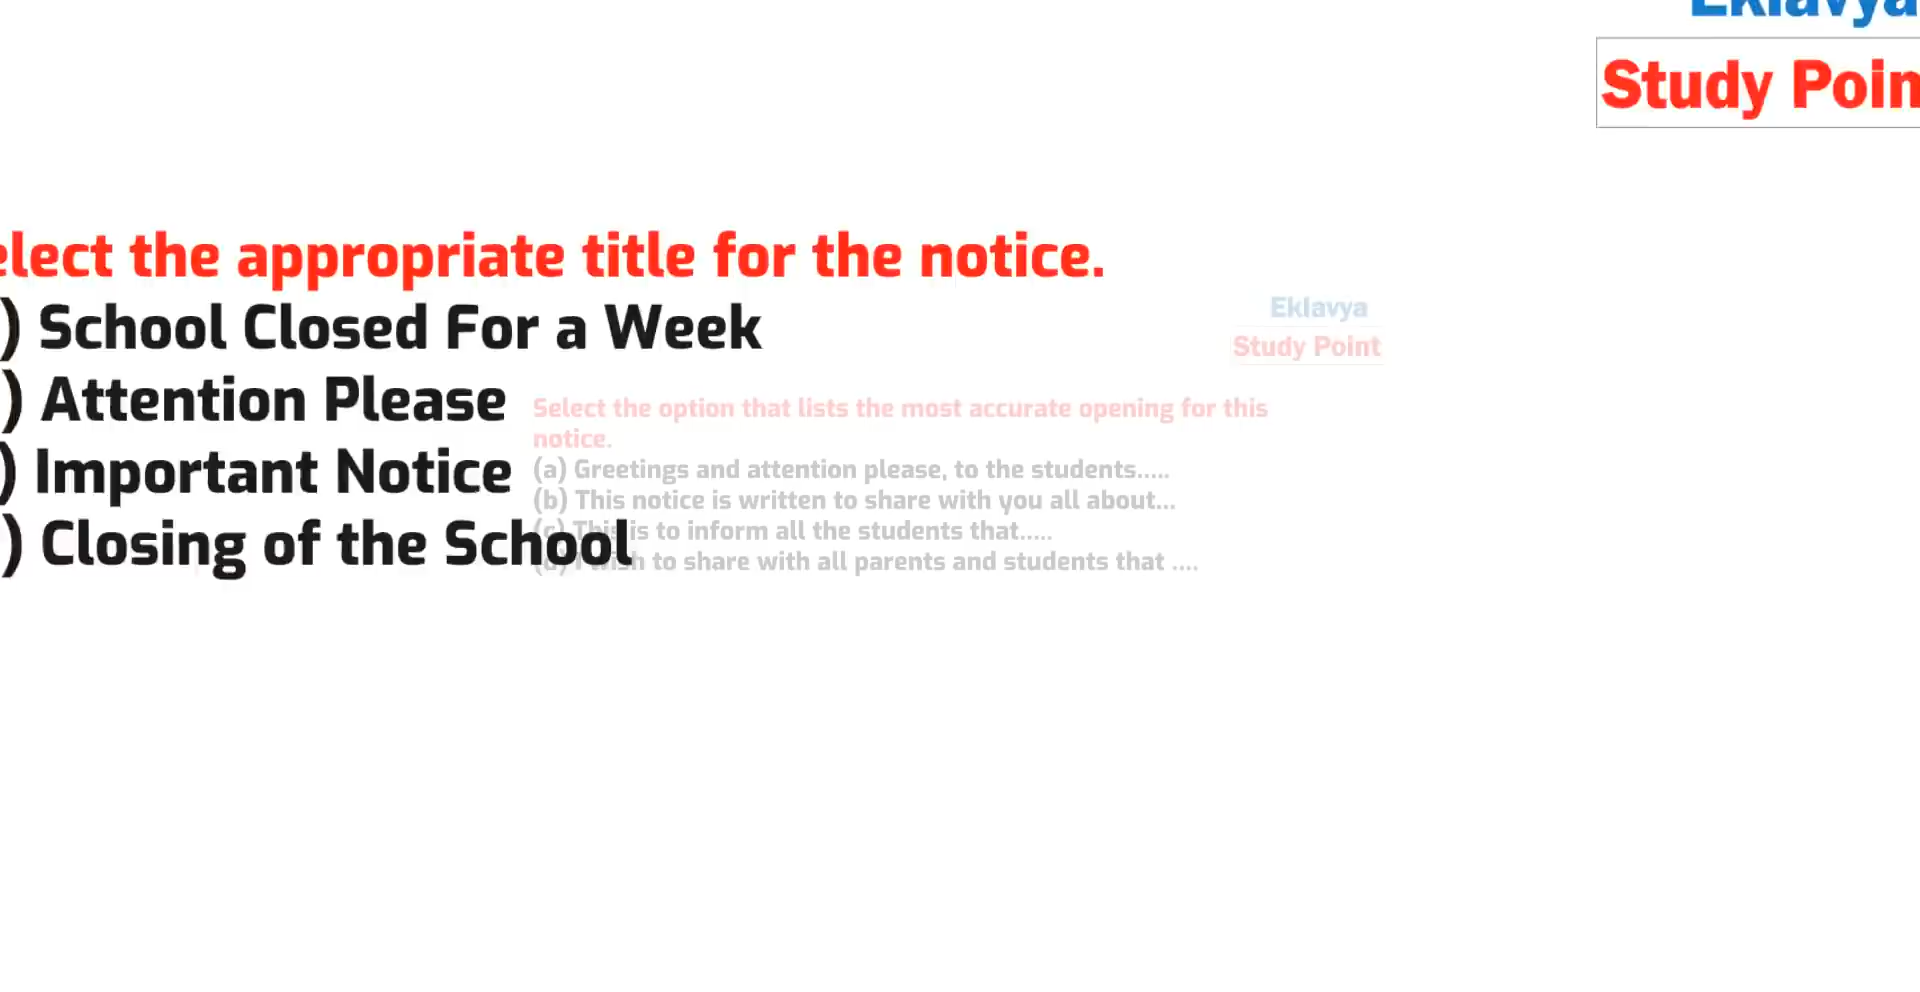 Eklavya
Study Poin
elect the appropriate title for the notice.
) School Closed For a Week
) Attention Please
) Important Notice
) Closing of the School
Eklavya
Study Point
Select the option that lists the most accurate opening for this
notice.
(a) Greetings and attention please, to the students.....
(b) This notice is written to share with you all about...
(c) This is to inform all the students that.....
(d) I wish to share with all parents and students that ....